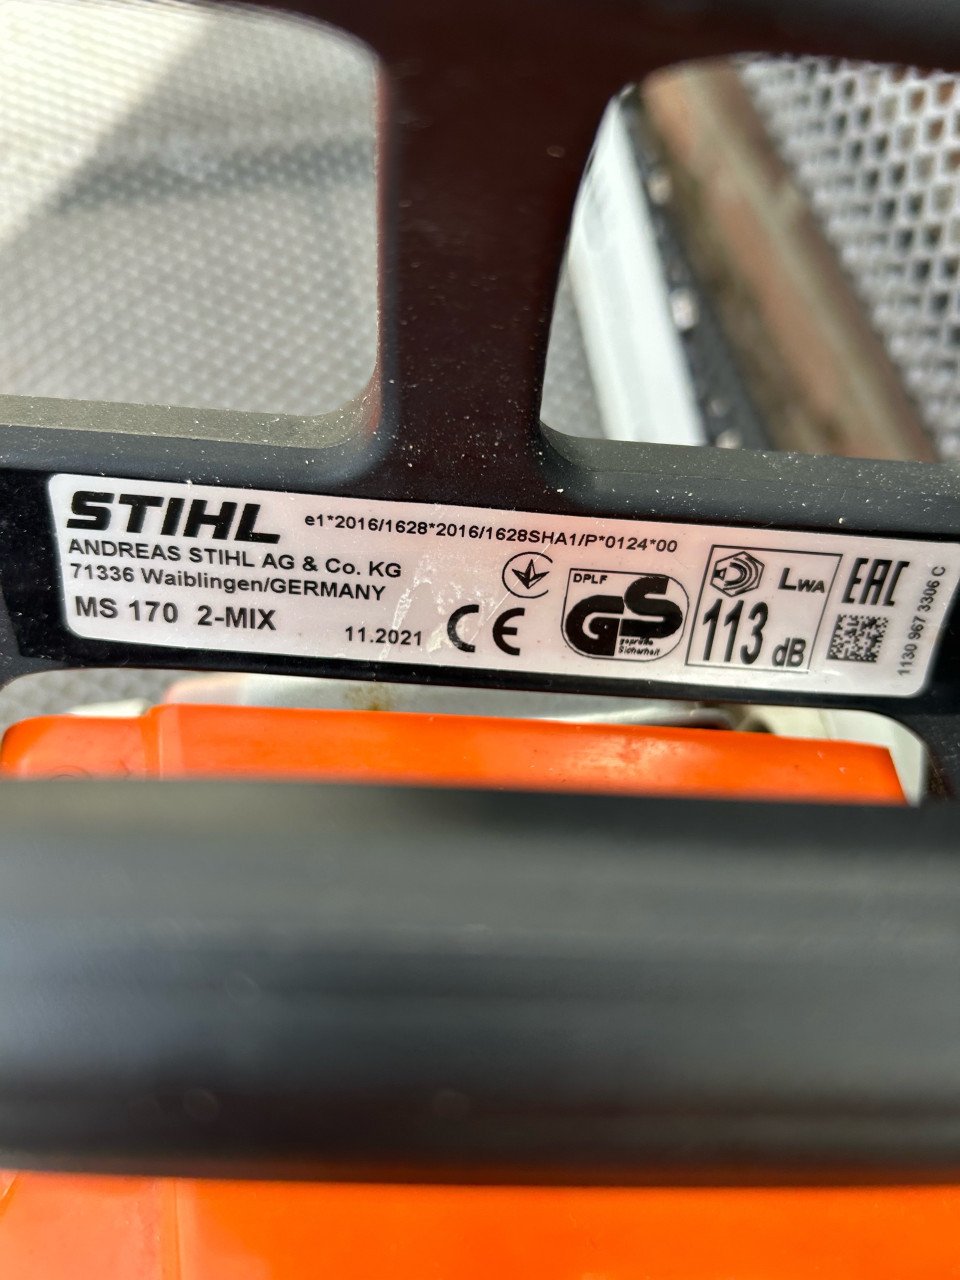 STIHL
e1*2016/1628*2016/1628SHA1/P*0124*00
ANDREAS STIHL AG & Co. KG
71336 Waiblingen/GERMANY
MS 170 2-MIX
11.2021
CE
DPLF
GS
geprüfte
Sicherheit
LWA
113 dB
EAC
1130 967 3306 C